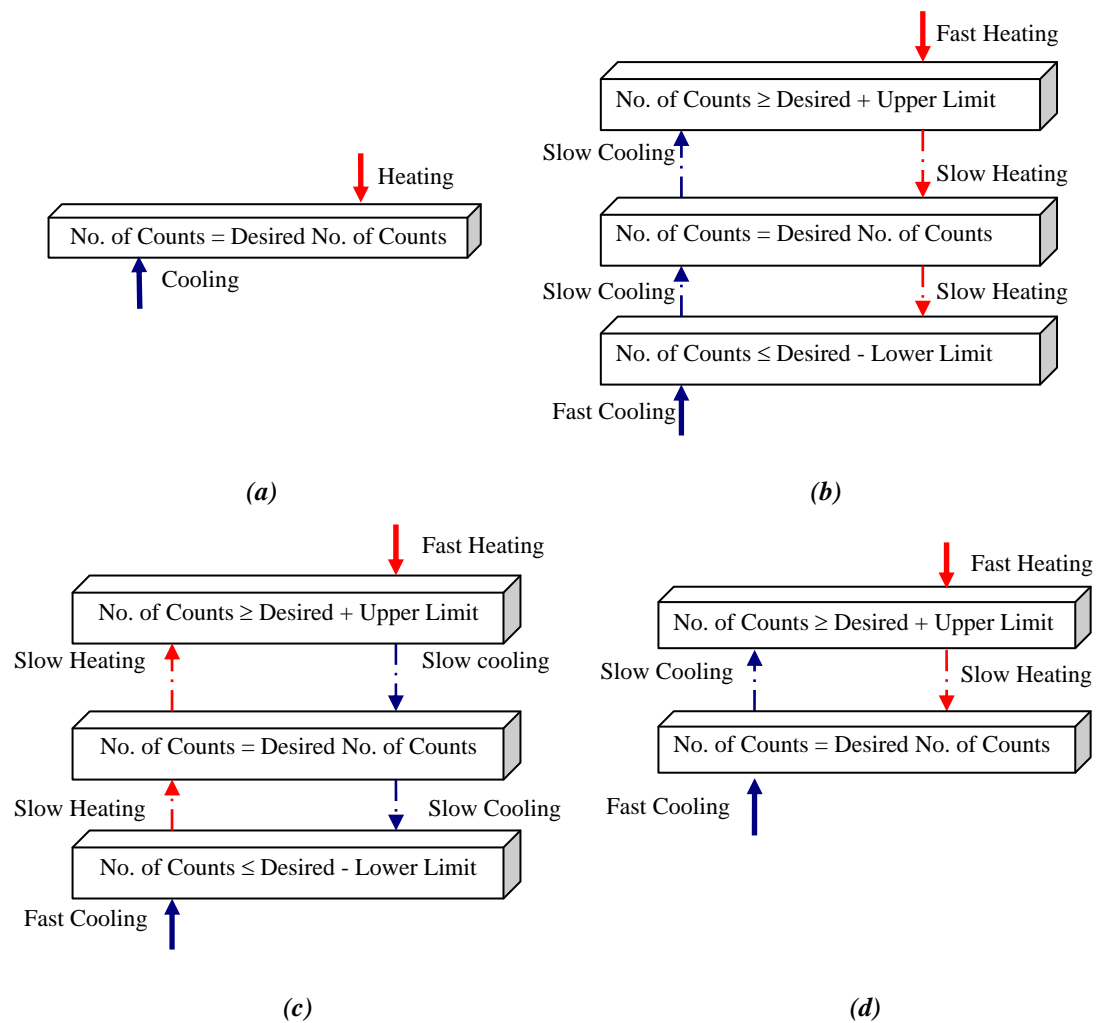 Heating
No. of Counts = Desired No. of Counts
Cooling
(a)
Fast Heating
No. of Counts ≥ Desired + Upper Limit
Slow Cooling
Slow Heating
No. of Counts = Desired No. of Counts
Slow Cooling
Slow Heating
No. of Counts ≤ Desired - Lower Limit
Fast Cooling
(b)
Fast Heating
No. of Counts ≥ Desired + Upper Limit
Slow Heating
Slow cooling
No. of Counts = Desired No. of Counts
Slow Heating
Slow Cooling
No. of Counts ≤ Desired - Lower Limit
Fast Cooling
(c)
Fast Heating
No. of Counts ≥ Desired + Upper Limit
Slow Cooling
Slow Heating
No. of Counts = Desired No. of Counts
Fast Cooling
(d)